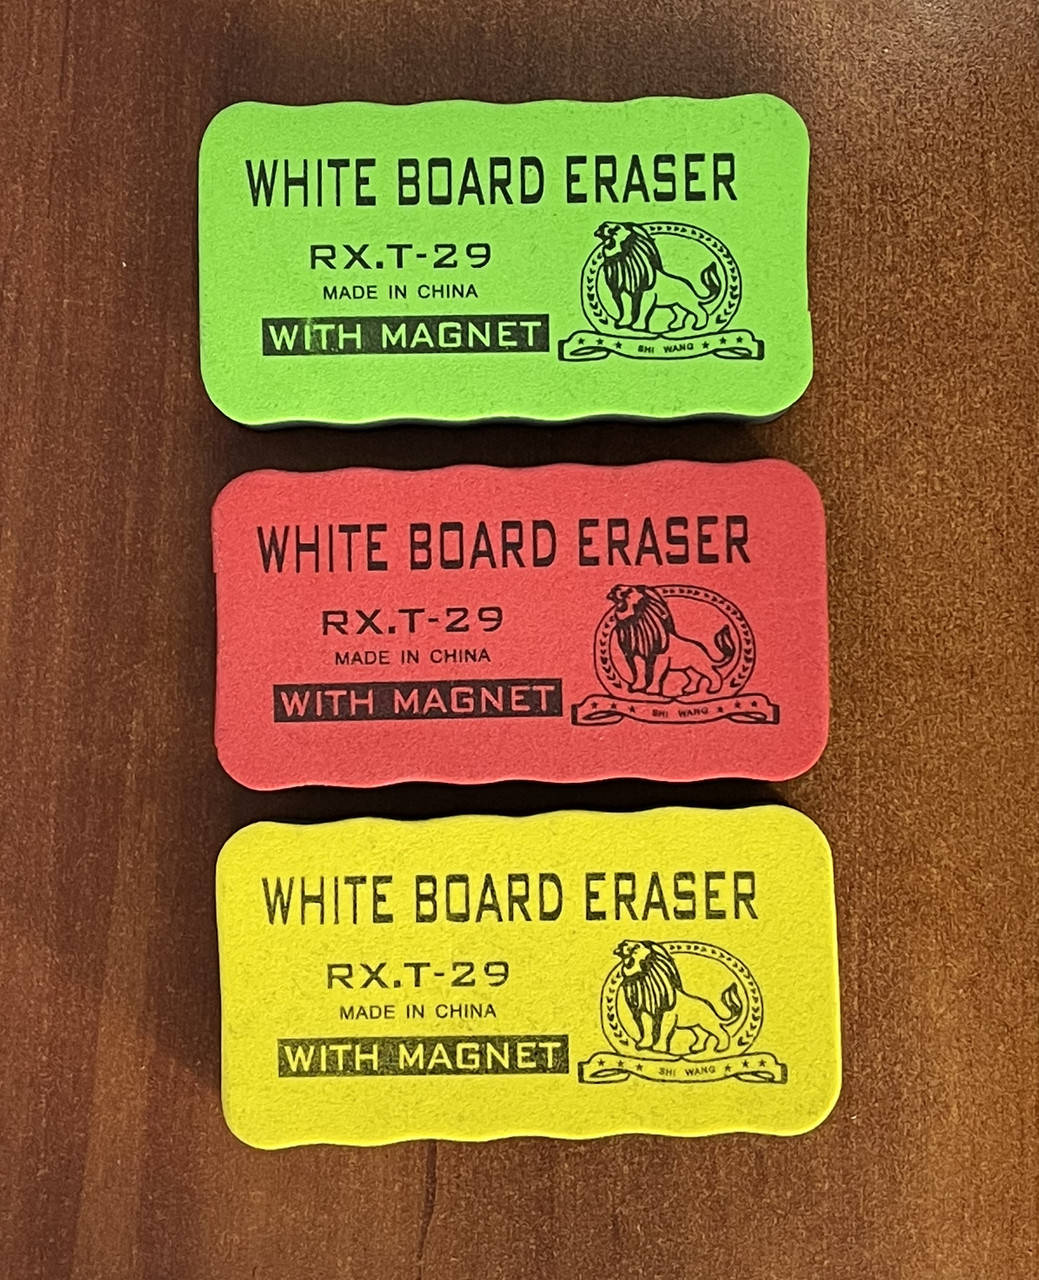 WHITE BOARD ERASER
RX.T-29
MADE IN CHINA
WITH MAGNET
SHI WANG
WHITE BOARD ERASER
RX.T-29
MADE IN CHINA
WITH MAGNET
SHI WANG
WHITE BOARD ERASER
RX.T-29
MADE IN CHINA
WITH MAGNET
SHI WANG